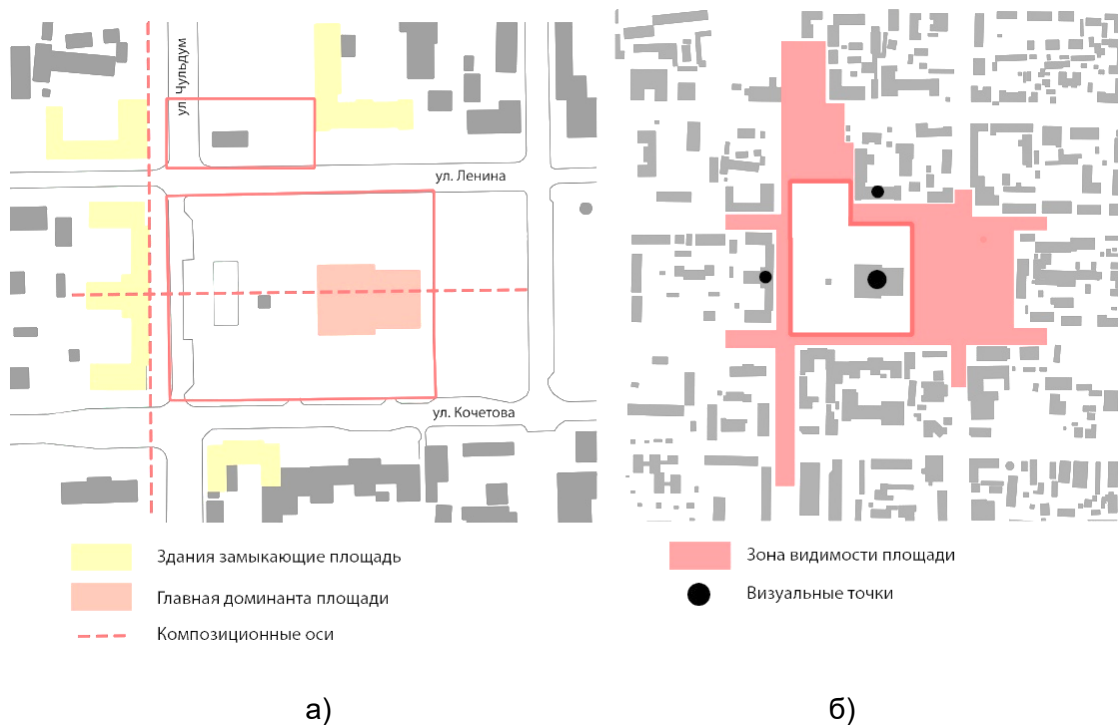 ул. Чульдум
ул. Ленина
ул. Кочетова
Здания замыкающие площадь
Главная доминанта площади
Композиционные оси
Зона видимости площади
Визуальные точки
а)
б)